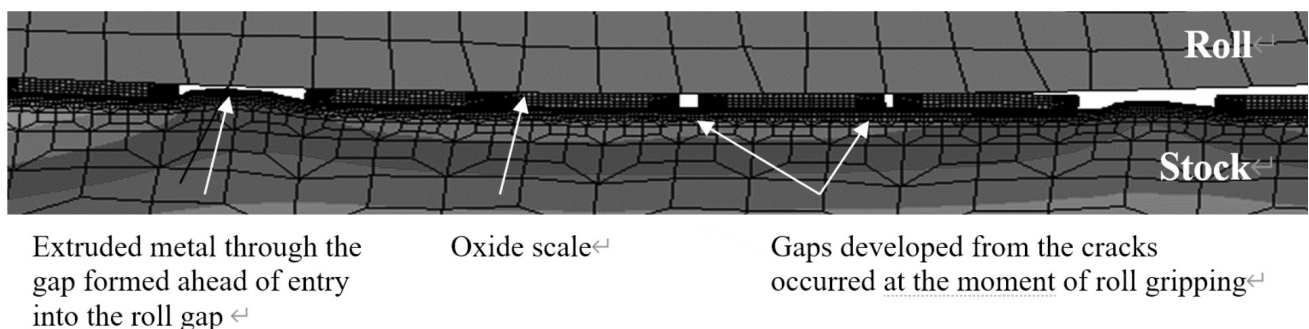 Roll
Stock
Extruded metal through the
gap formed ahead of entry
into the roll gap
Oxide scale
Gaps developed from the cracks
occurred at the moment of roll gripping